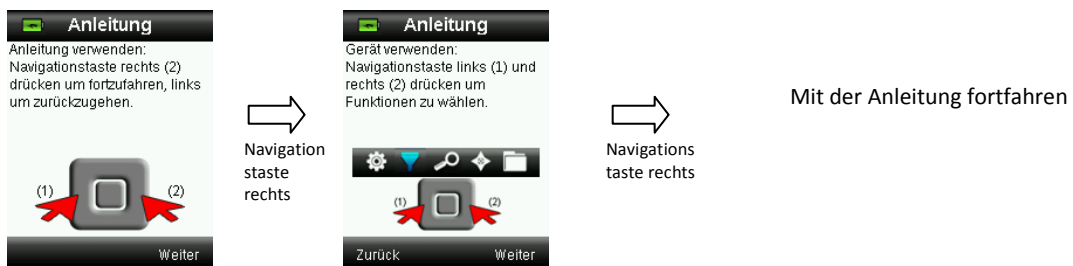 Anleitung
Anleitung verwenden:
Navigationstaste rechts (2)
drücken um fortzufahren, links
um zurückzugehen.
(1)
(2)
Weiter
Navigation
staste
rechts
Anleitung
Gerät verwenden:
Navigationstaste links (1) und
rechts (2) drücken um
Funktionen zu wählen.
(1)
(2)
Zurück
Weiter
Navigations
taste rechts
Mit der Anleitung fortfahren